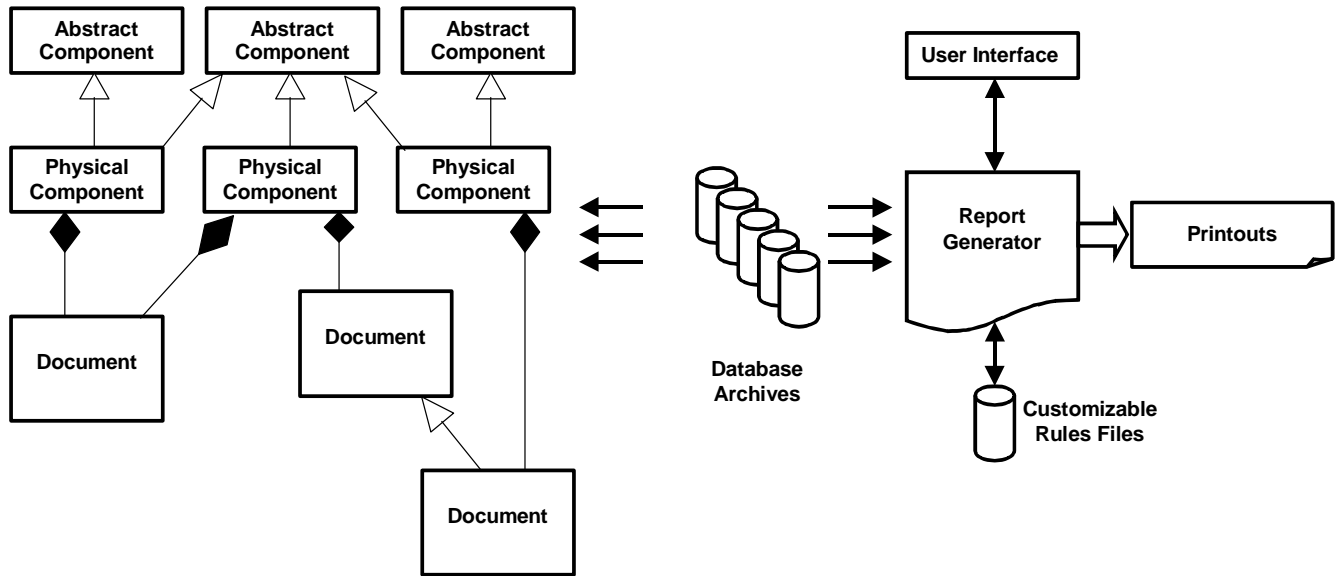 Abstract
Component
Abstract
Component
Abstract
Component
User Interface
Physical
Component
Physical
Component
Physical
Component
Report
Generator
Printouts
Document
Document
Database
Archives
Customizable
Rules Files
Document